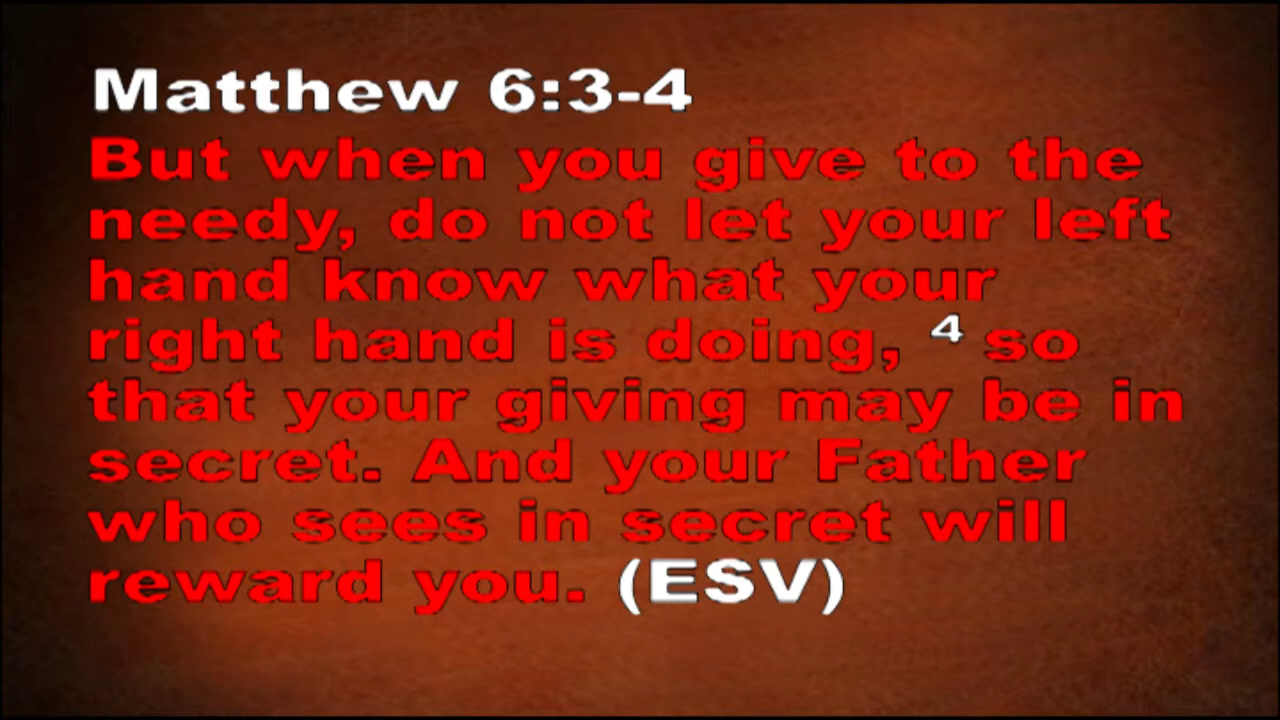 Matthew 6:3-4
But when you give to the
needy, do not let your left
hand know what your
right hand is doing, 4 so
that your giving may be in
secret. And your Father
who sees in secret will
reward you. (ESV)